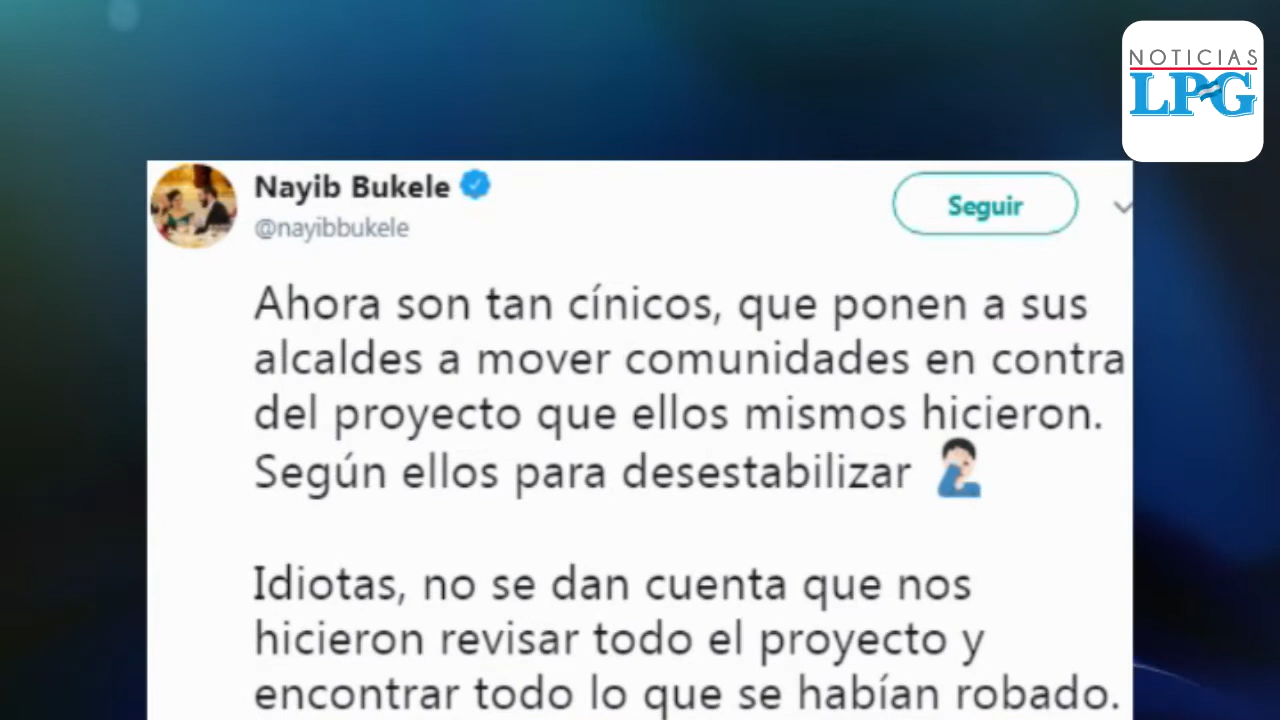 NOTICIAS
LPG
Nayib Bukele
@nayibbukele
Seguir
Ahora son tan cínicos, que ponen a sus
alcaldes a mover comunidades en contra
del proyecto que ellos mismos hicieron.
Según ellos para desestabilizar
Idiotas, no se dan cuenta que nos
hicieron revisar todo el proyecto y
encontrar todo lo que se habían robado.